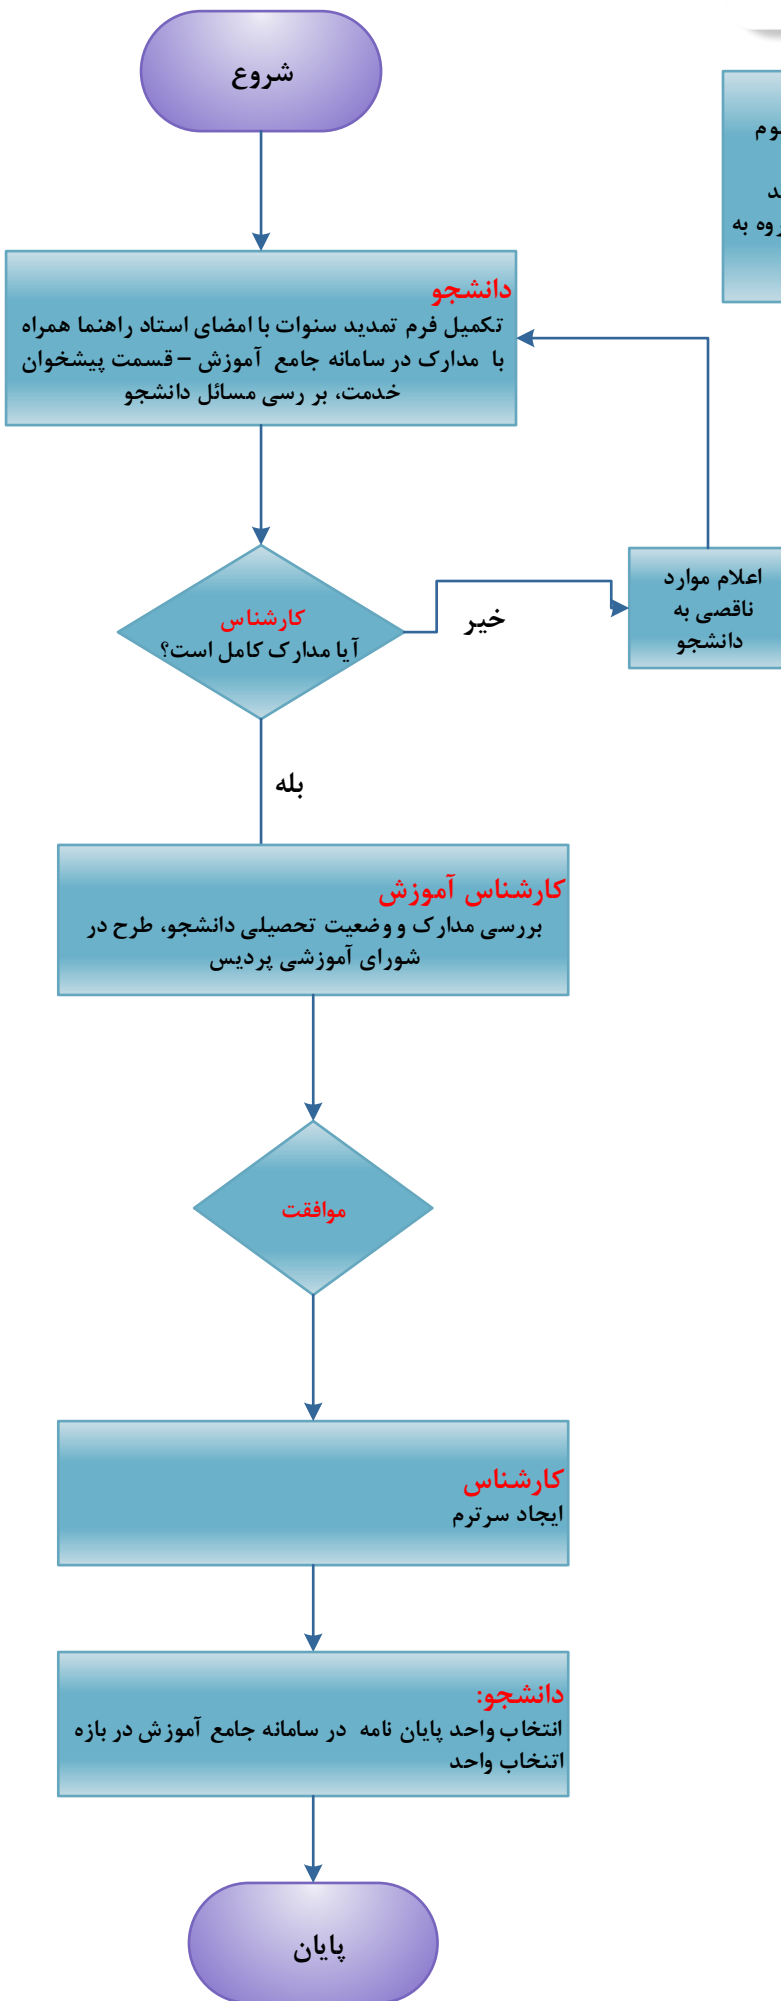 شروع
دانشجو
تکمیل فرم تمدید سنوات با امضای استاد راهنما همراه
با مدارک در سامانه جامع آموزش – قسمت پیشخوان
خدمت، بر رسی مسائل دانشجو
کارشناس
آیا مدارک کامل است؟
خیر
اعلام موارد
ناقصی به
دانشجو
بله
کارشناس آموزش
بررسی مدارک و وضعیت تحصیلی دانشجو، طرح در
شورای آموزشی پردیس
موافقت
کارشناس
ایجاد سرترم
دانشجو:
انتخاب واحد پایان نامه در سامانه جامع آموزش در بازه
اتنخاب واحد
پایان
به